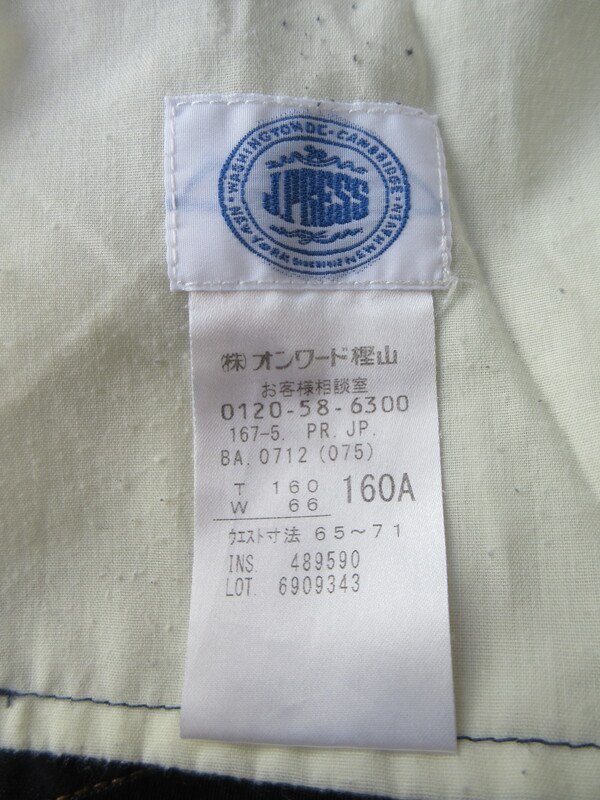 WASHINGTON DC · CAMBRIDGE
J.PRESS
NEW YORK
NEW HAVEN
㈱オンワード樫山
お客様相談室
0120-58-6300
167-5. PR. JP.
BA. 0712 (075)
T 160
W 66
160A
ウエスト寸法 65～71
INS. 489590
LOT. 6909343